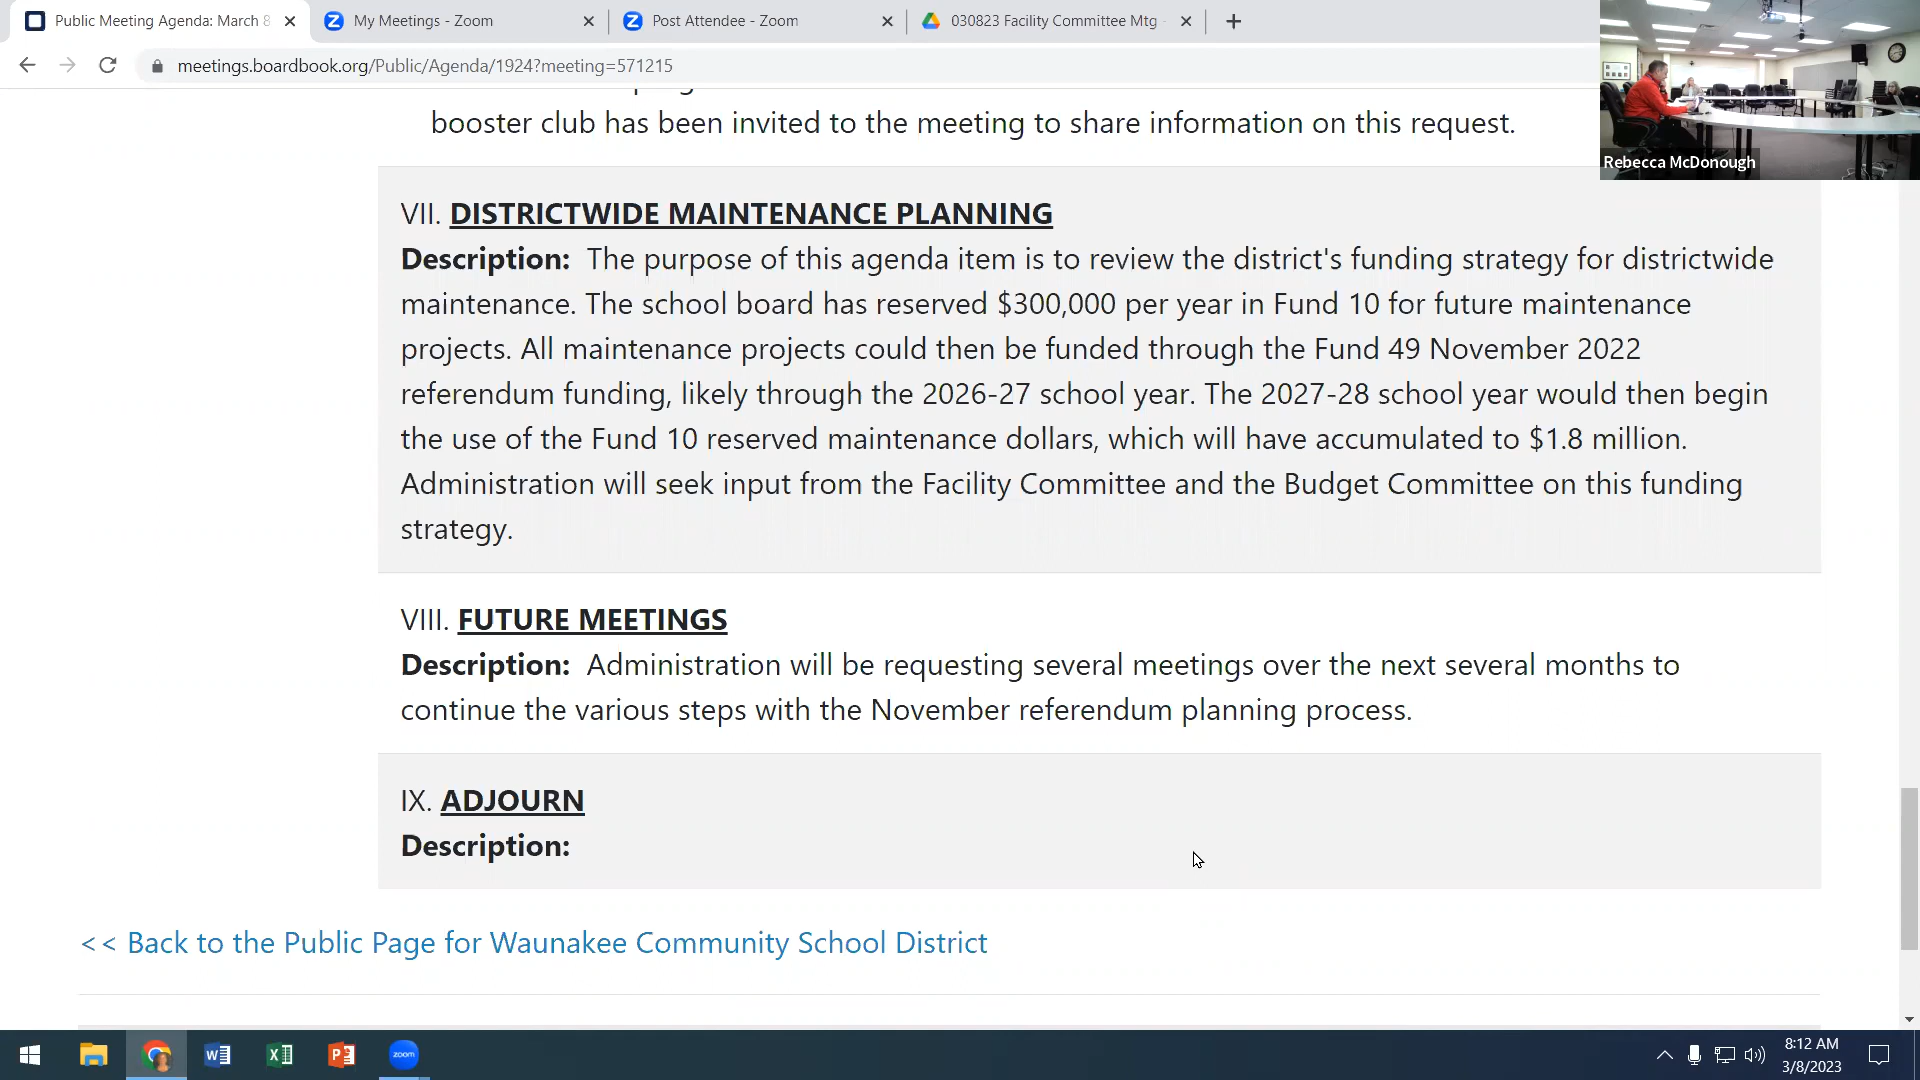 Public Meeting Agenda: March 8
My Meetings - Zoom
Post Attendee - Zoom
030823 Facility Committee Mtg -
meetings.boardbook.org/Public/Agenda/1924?meeting=571215
booster club has been invited to the meeting to share information on this request.
Rebecca McDonough
VII. DISTRICTWIDE MAINTENANCE PLANNING
Description: The purpose of this agenda item is to review the district's funding strategy for districtwide
maintenance. The school board has reserved $300,000 per year in Fund 10 for future maintenance
projects. All maintenance projects could then be funded through the Fund 49 November 2022
referendum funding, likely through the 2026-27 school year. The 2027-28 school year would then begin
the use of the Fund 10 reserved maintenance dollars, which will have accumulated to $1.8 million.
Administration will seek input from the Facility Committee and the Budget Committee on this funding
strategy.
VIII. FUTURE MEETINGS
Description: Administration will be requesting several meetings over the next several months to
continue the various steps with the November referendum planning process.
IX. ADJOURN
Description:
<< Back to the Public Page for Waunakee Community School District
zoom
8:12 AM
3/8/2023